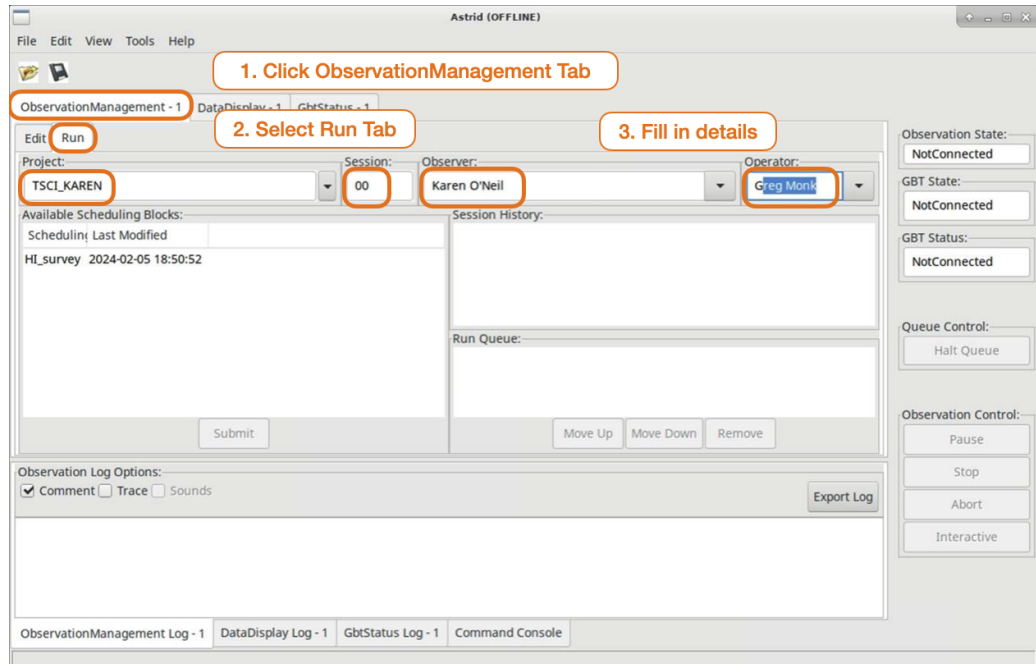 Astrid (OFFLINE)
File Edit View Tools Help
1. Click ObservationManagement Tab
ObservationManagement - 1 DataDisplay - 1 GbtStatus - 1
2. Select Run Tab
3. Fill in details
Edit Run
Project: Session: Observer: Operator:
TSCI_KAREN 00 Karen O'Neil Greg Monk
Available Scheduling Blocks:
Scheduling Last Modified
HI_survey 2024-02-05 18:50:52
Submit
Session History:
Run Queue:
Move Up Move Down Remove
Observation State:
NotConnected
GBT State:
NotConnected
GBT Status:
NotConnected
Queue Control:
Halt Queue
Observation Control:
Pause
Stop
Abort
Interactive
Observation Log Options:
Comment Trace Sounds
Export Log
ObservationManagement Log - 1 DataDisplay Log - 1 GbtStatus Log - 1 Command Console